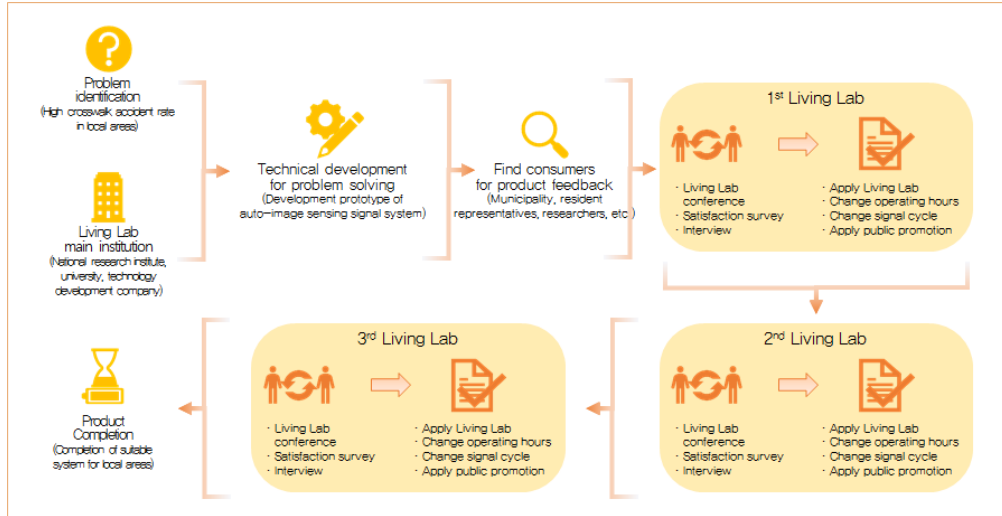 Problem
identification
(High crosswalk accident rate
in local areas)
Living Lab
main institution
(National research institute,
university, technology
development company)
Technical development
for problem solving
(Development prototype of
auto-image sensing signal system)
Find consumers
for product feedback
(Municipality, resident
representatives, researchers, etc.)
1st Living Lab
· Living Lab
conference
· Satisfaction survey
· Interview
· Apply Living Lab
· Change operating hours
· Change signal cycle
· Apply public promotion
2nd Living Lab
· Living Lab
conference
· Satisfaction survey
· Interview
· Apply Living Lab
· Change operating hours
· Change signal cycle
· Apply public promotion
3rd Living Lab
· Living Lab
conference
· Satisfaction survey
· Interview
· Apply Living Lab
· Change operating hours
· Change signal cycle
· Apply public promotion
Product
Completion
(Completion of suitable
system for local areas)